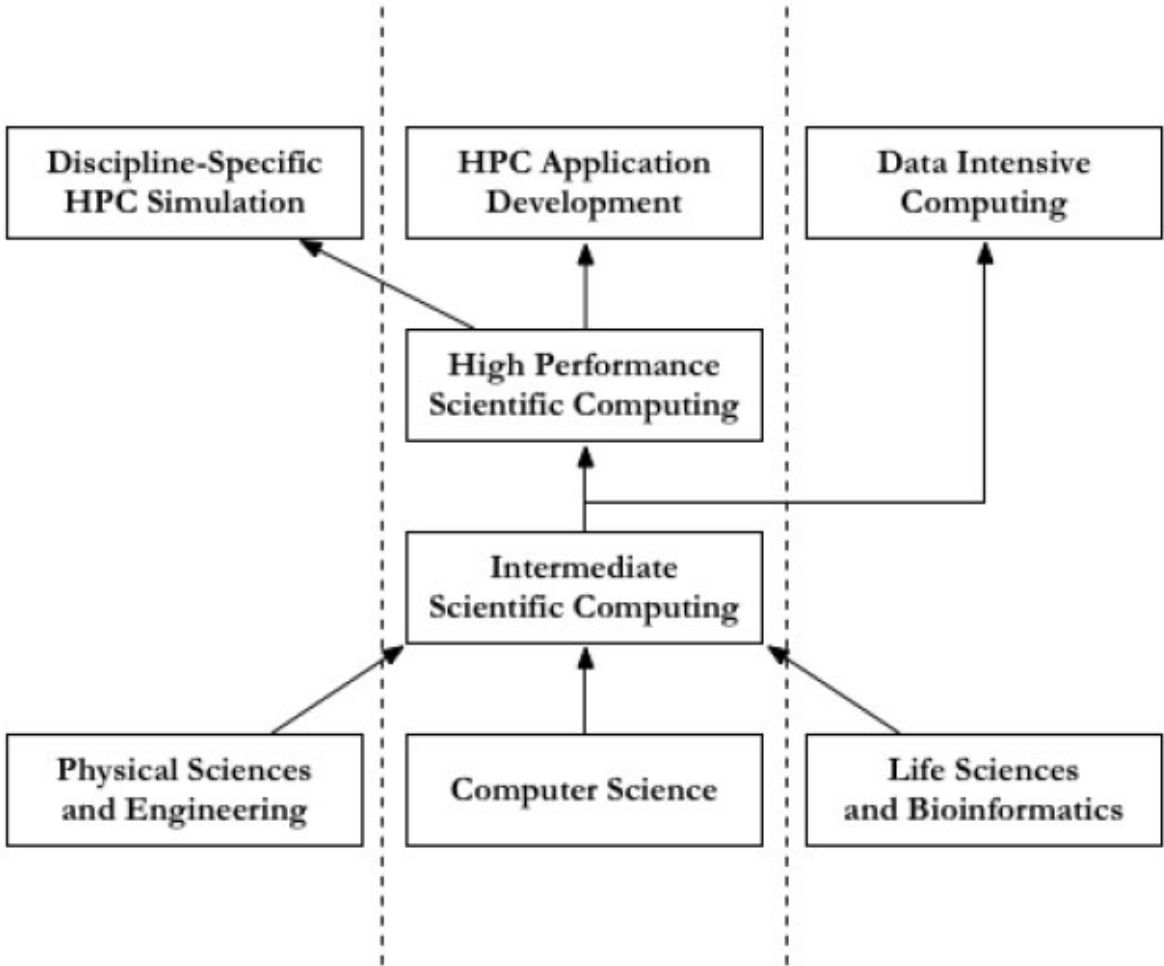 Discipline-Specific
HPC Simulation
HPC Application
Development
Data Intensive
Computing
High Performance
Scientific Computing
Intermediate
Scientific Computing
Physical Sciences
and Engineering
Computer Science
Life Sciences
and Bioinformatics